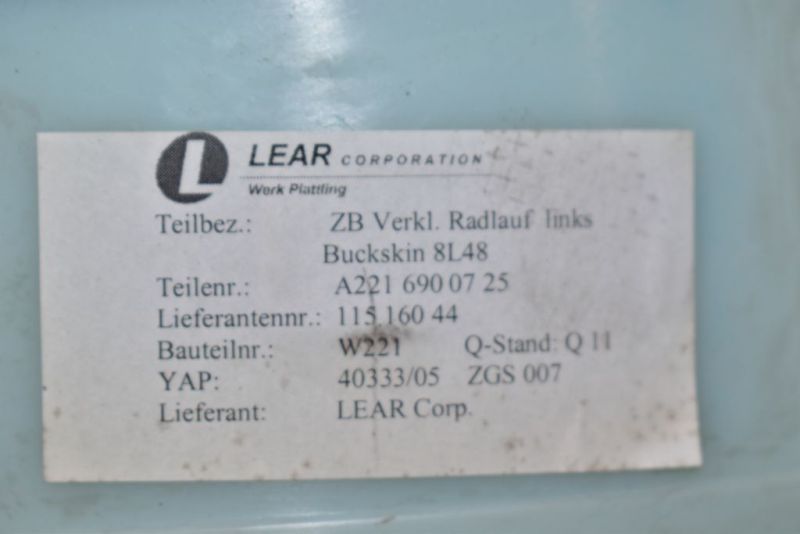 L LEAR CORPORATION
Werk Plattling
Teilbez.: ZB Verkl. Radlauf links
Buckskin 8L48
Teilenr.: A221 690 07 25
Lieferantennr.: 115 160 44
Bauteilnr.: W221 Q-Stand: Q 11
YAP: 40333/05 ZGS 007
Lieferant: LEAR Corp.